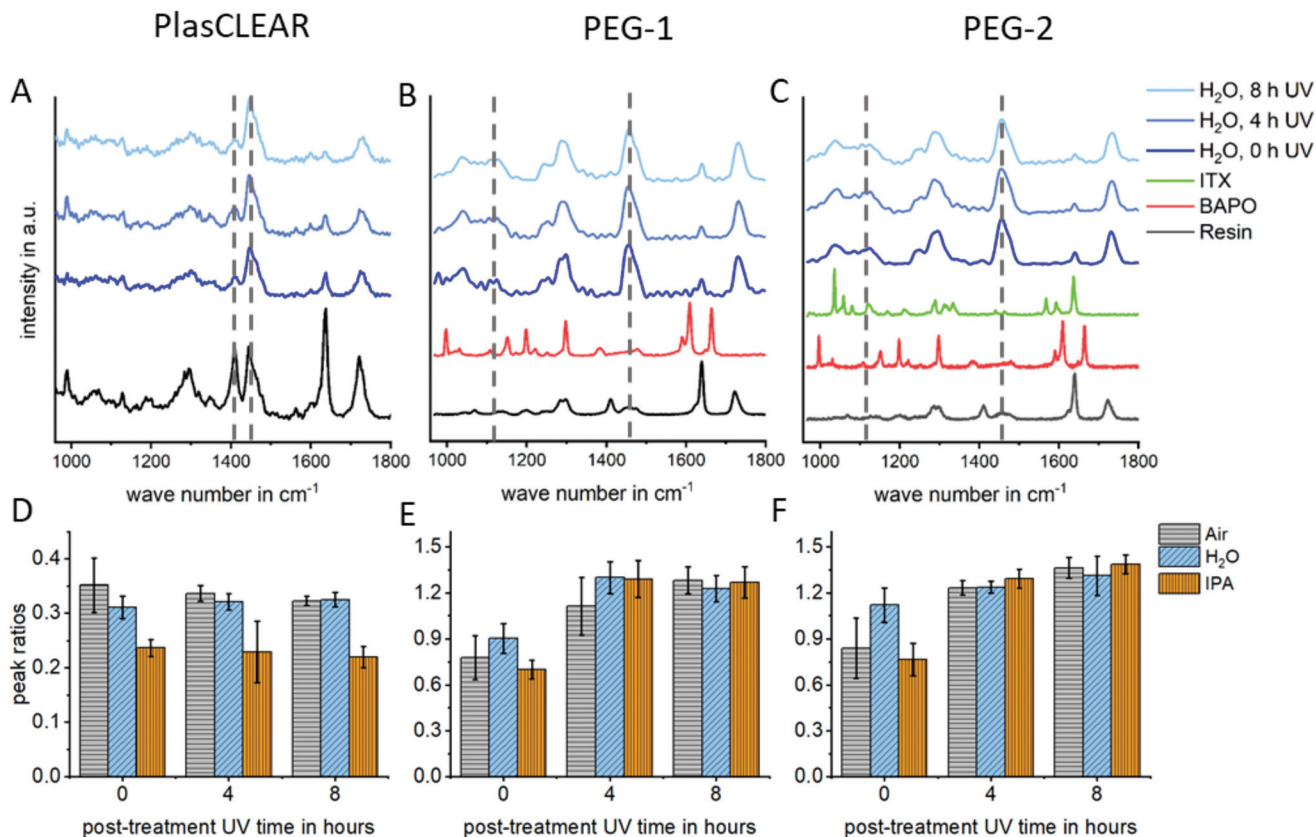 PlasCLEAR
PEG-1
PEG-2
A
B
C
intensity in a.u.
1000 1200 1400 1600 1800
wave number in cm⁻¹
1000 1200 1400 1600 1800
wave number in cm⁻¹
1000 1200 1400 1600 1800
wave number in cm⁻¹
H₂O, 8 h UV
H₂O, 4 h UV
H₂O, 0 h UV
ITX
BAPO
Resin
D
E
F
peak ratios
0.4
0.3
0.2
0.1
0.0
0 4 8
post-treatment UV time in hours
1.5
1.2
0.9
0.6
0.3
0.0
0 4 8
post-treatment UV time in hours
1.5
1.2
0.9
0.6
0.3
0.0
0 4 8
post-treatment UV time in hours
Air
H₂O
IPA